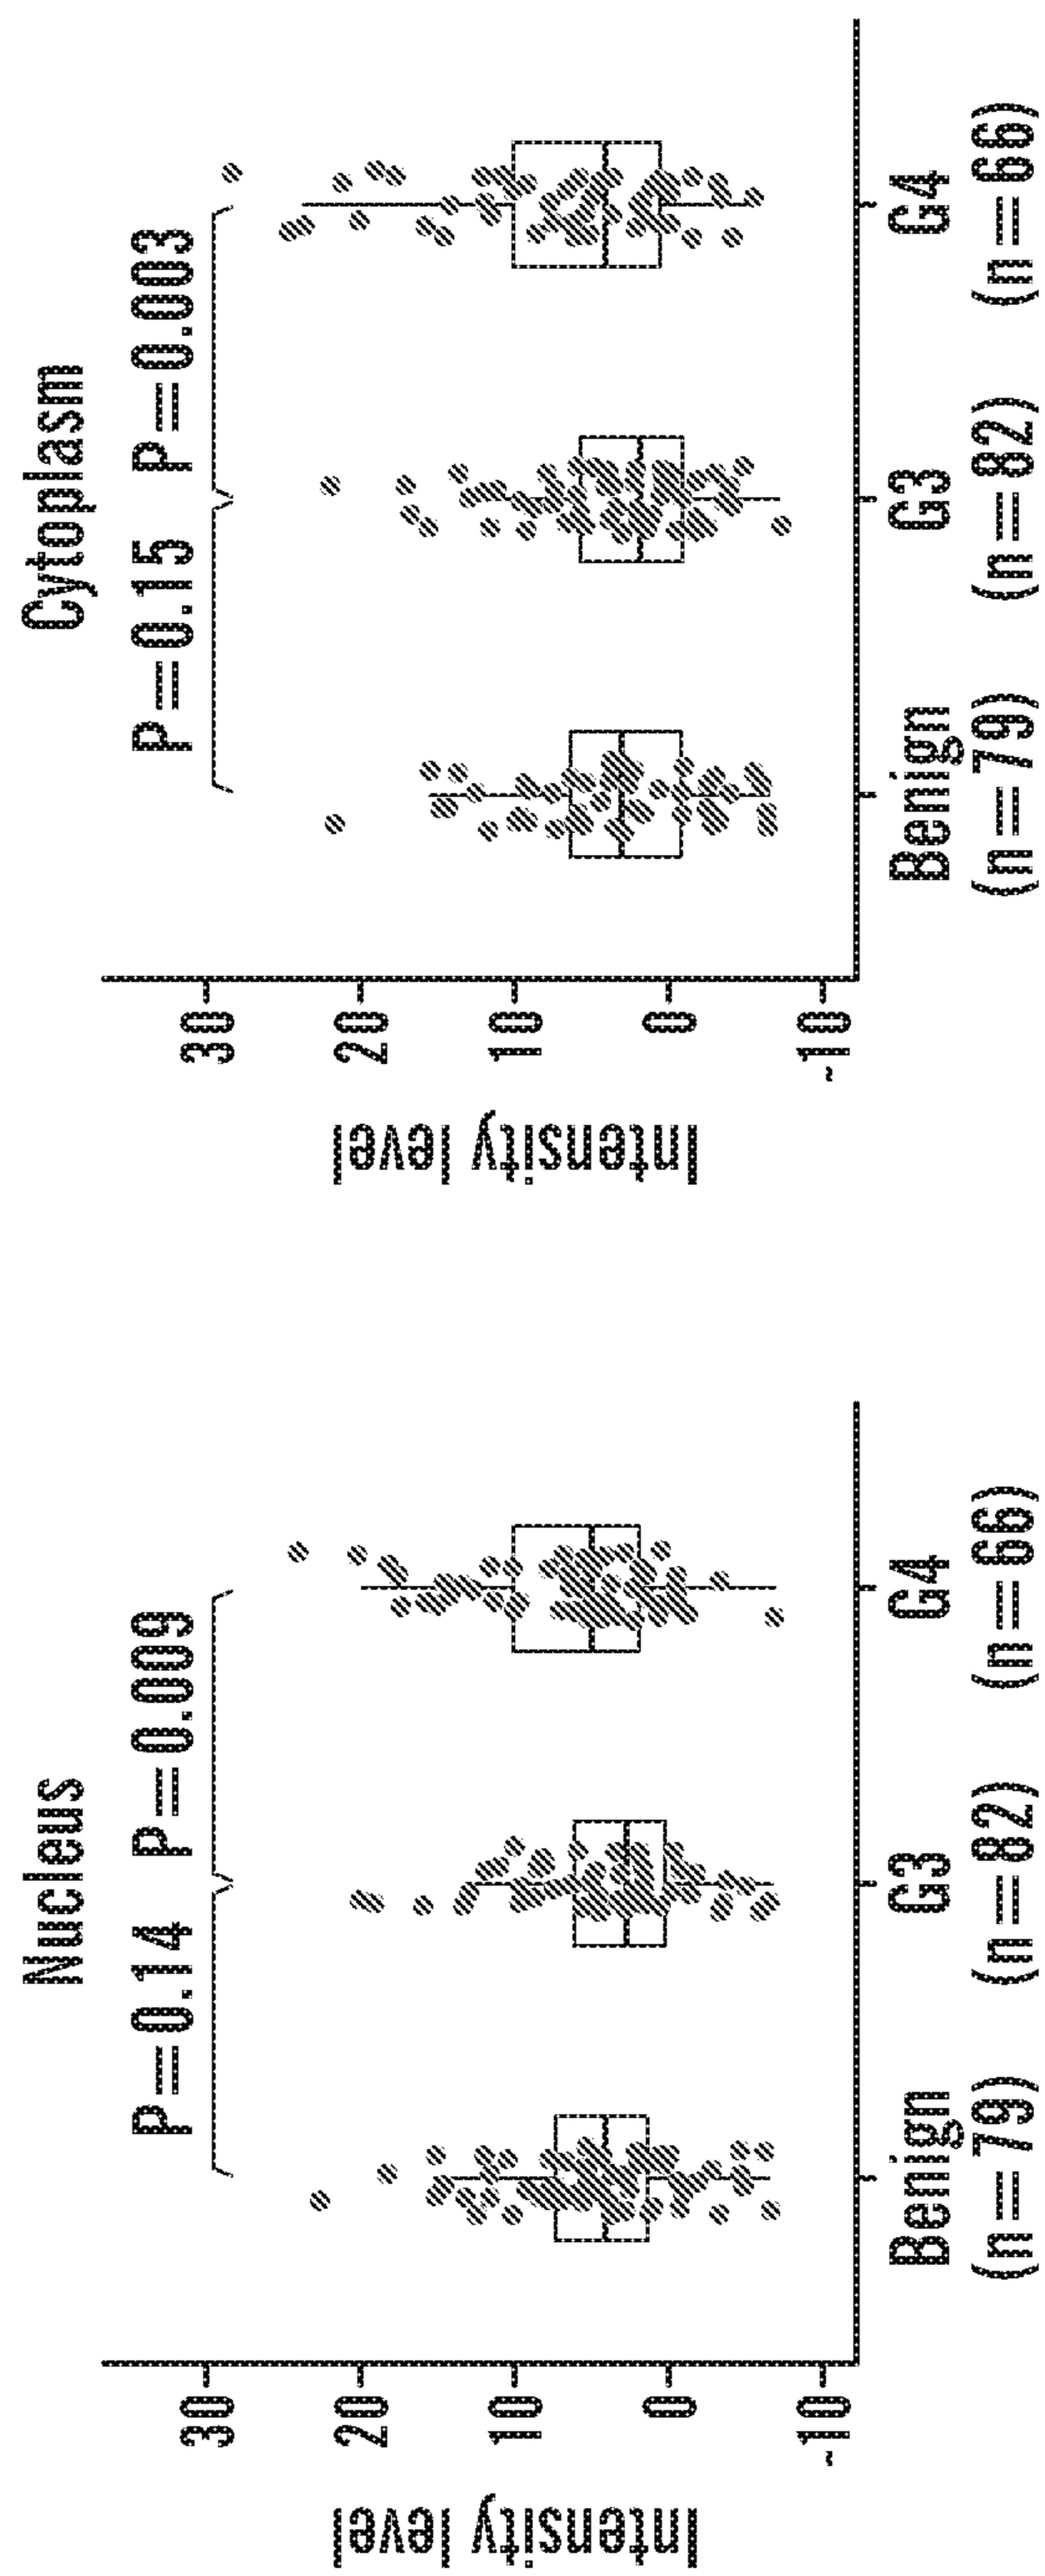 Nucleus
P=0.14 P=0.009
Intensity level
30
20
10
0
-10
Benign G3 G4
(n=79) (n=82) (n=66)
Cytoplasm
P=0.15 P=0.003
Intensity level
30
20
10
0
-10
Benign G3 G4
(n=79) (n=82) (n=66)